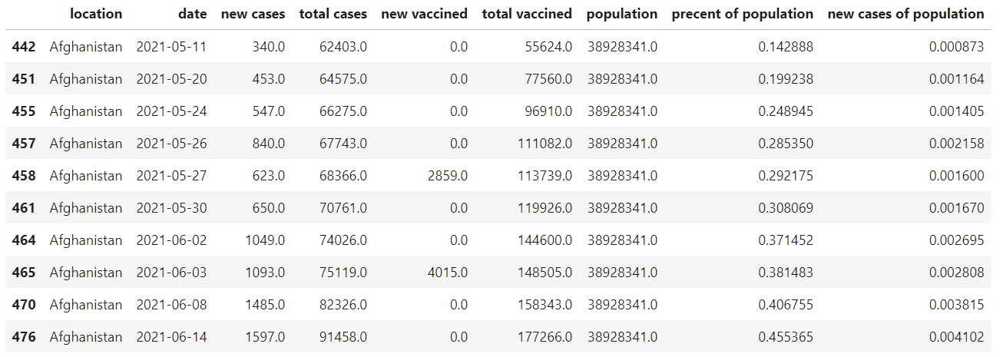 location date new cases total cases new vaccined total vaccined population precent of population new cases of population
442 Afghanistan 2021-05-11 340.0 62403.0 0.0 55624.0 38928341.0 0.142888 0.000873
451 Afghanistan 2021-05-20 453.0 64575.0 0.0 77560.0 38928341.0 0.199238 0.001164
455 Afghanistan 2021-05-24 547.0 66275.0 0.0 96910.0 38928341.0 0.248945 0.001405
457 Afghanistan 2021-05-26 840.0 67743.0 0.0 111082.0 38928341.0 0.285350 0.002158
458 Afghanistan 2021-05-27 623.0 68366.0 2859.0 113739.0 38928341.0 0.292175 0.001600
461 Afghanistan 2021-05-30 650.0 70761.0 0.0 119926.0 38928341.0 0.308069 0.001670
464 Afghanistan 2021-06-02 1049.0 74026.0 0.0 144600.0 38928341.0 0.371452 0.002695
465 Afghanistan 2021-06-03 1093.0 75119.0 4015.0 148505.0 38928341.0 0.381483 0.002808
470 Afghanistan 2021-06-08 1485.0 82326.0 0.0 158343.0 38928341.0 0.406755 0.003815
476 Afghanistan 2021-06-14 1597.0 91458.0 0.0 177266.0 38928341.0 0.455365 0.004102